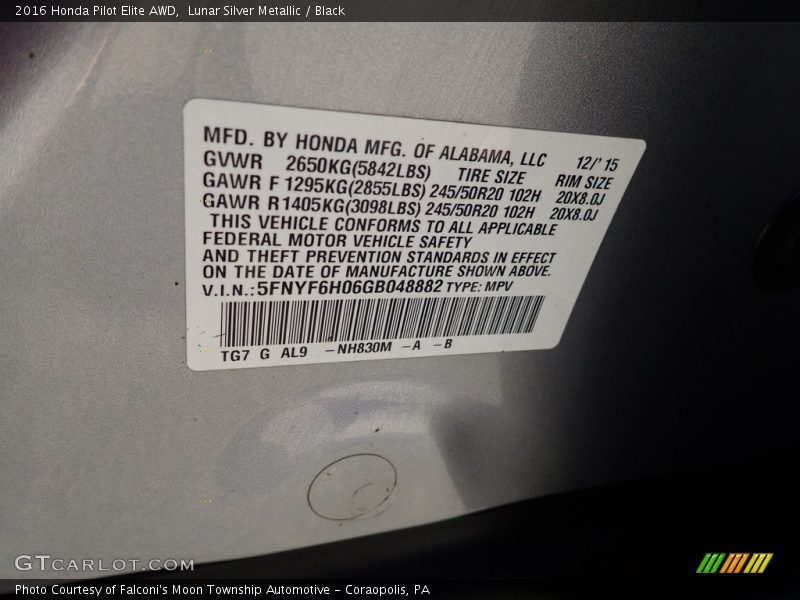 2016 Honda Pilot Elite AWD,  Lunar Silver Metallic / Black
MFD. BY HONDA MFG. OF ALABAMA, LLC 12/'15
GVWR 2650KG(5842LBS) TIRE SIZE RIM SIZE
GAWR F 1295KG(2855LBS) 245/50R20 102H 20X8.0J
GAWR R 1405KG(3098LBS) 245/50R20 102H 20X8.0J
THIS VEHICLE CONFORMS TO ALL APPLICABLE
FEDERAL MOTOR VEHICLE SAFETY
AND THEFT PREVENTION STANDARDS IN EFFECT
ON THE DATE OF MANUFACTURE SHOWN ABOVE.
V.I.N.: 5FNYF6H06GB048882 TYPE: MPV
TG7 G AL9 -NH830M -A -B
GTCARLOT.COM
Photo Courtesy of Falconi's Moon Township Automotive - Coraopolis, PA